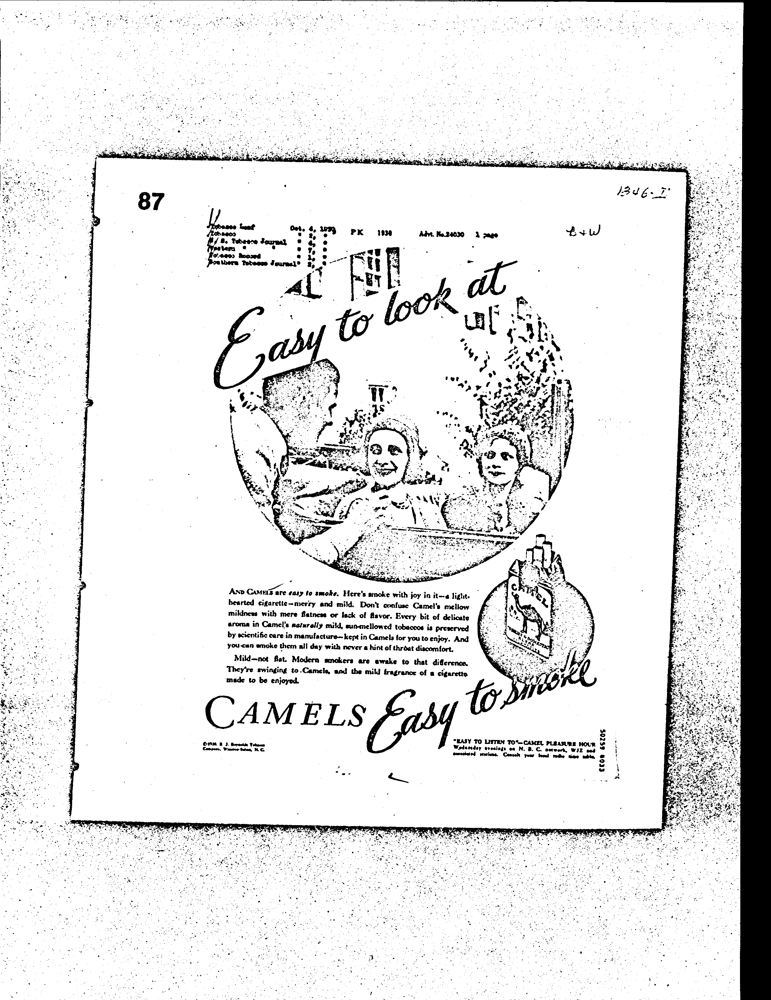 1346-I
87
Tobacco Leaf Oct. 4, 1930 PK 1930 Advt. No.24030 1 page
Tobacco
U. S. Tobacco Journal
Western "
Tobacco Record
Southern Tobacco Journal"
Easy to look at
AND CAMELS are easy to smoke. Here's smoke with joy in it—a light-
hearted cigarette—merry and mild. Don't confuse Camel's mellow
mildness with mere flatness or lack of flavor. Every bit of delicate
aroma in Camel's naturally mild, sun-mellowed tobaccos is preserved
by scientific care in manufacture—kept in Camels for you to enjoy. And
you can smoke them all day with never a hint of throat discomfort.
Mild—not flat. Modern smokers are awake to that difference.
They're swinging to Camels, and the mild fragrance of a cigarette
made to be enjoyed.
CAMEL
CAMELS Easy to smoke
© 1930, R. J. Reynolds Tobacco
Company, Winston-Salem, N. C.
"EASY TO LISTEN TO"—CAMEL PLEASURE HOUR
Wednesday evenings on N. B. C. network, WJZ and
associated stations. Consult your local radio time table.
50259 4033